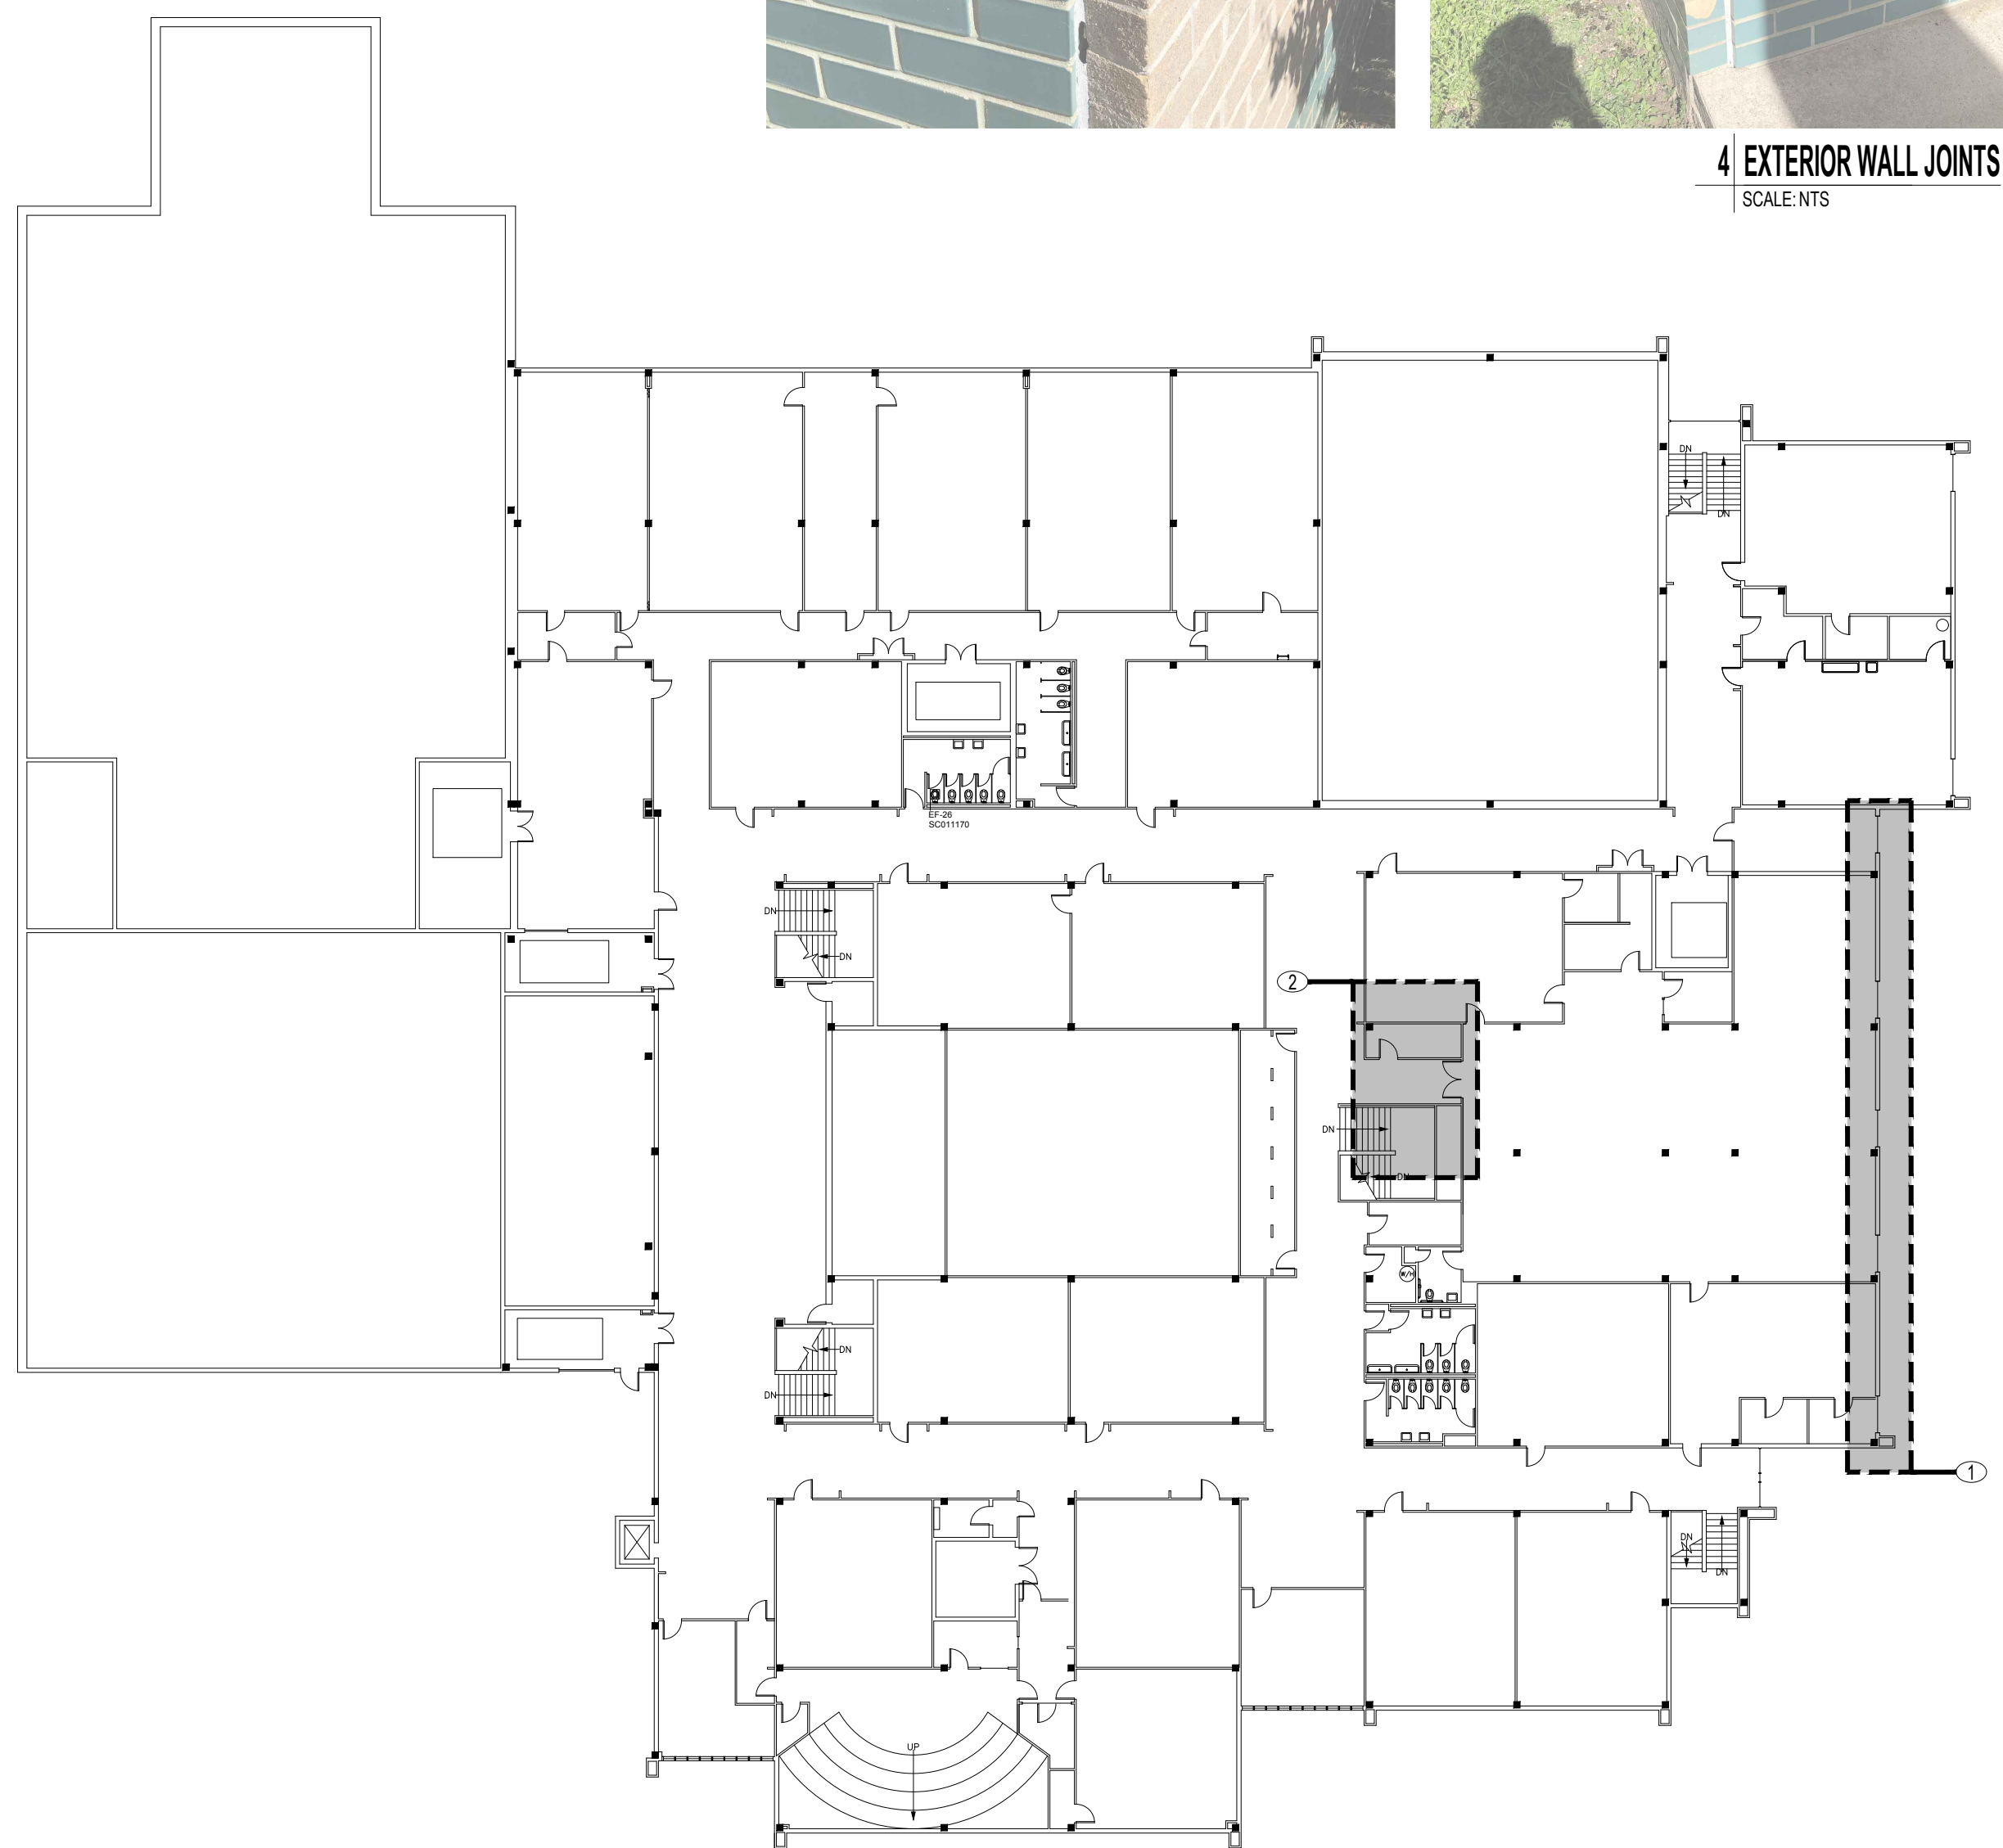 4 EXTERIOR WALL JOINTS
SCALE: NTS
DN
DN
EF-26
SC011170
DN
DN
2
DN
DN
W/H
DN
DN
1
DN
DN
UP